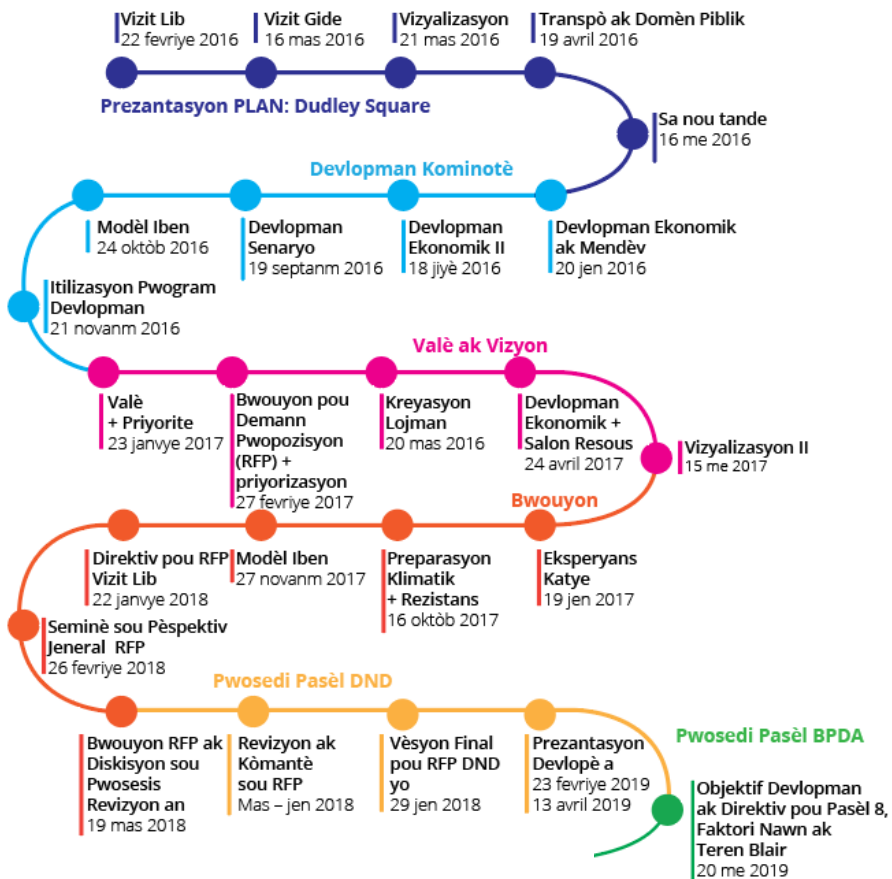 Vizit Lib
22 fevriye 2016
Vizit Gide
16 mas 2016
Vizyalizasyon
21 mas 2016
Transpò ak Domèn Piblik
19 avril 2016
Prezantasyon PLAN: Dudley Square
Sa nou tande
16 me 2016
Devlopman Kominotè
Devlopman Ekonomik
ak Mendèv
20 jen 2016
Devlopman
Ekonomik II
18 jiyè 2016
Devlopman
Senaryo
19 septanm 2016
Modèl Iben
24 oktòb 2016
Itilizasyon Pwogram
Devlopman
21 novanm 2016
Valè ak Vizyon
Valè
+ Priyorite
23 janvye 2017
Bwouyon pou
Demann
Pwopozisyon
(RFP) +
priyorizasyon
27 fevriye 2017
Kreyasyon
Lojman
20 mas 2016
Devlopman
Ekonomik +
Salon Resous
24 avril 2017
Vizyalizasyon II
15 me 2017
Bwouyon
Eksperyans
Katye
19 jen 2017
Preparasyon
Klimatik
+ Rezistans
16 oktòb 2017
Modèl Iben
27 novanm 2017
Direktiv pou RFP
Vizit Lib
22 janvye 2018
Seminè sou Pèspektiv
Jeneral RFP
26 fevriye 2018
Pwosedi Pasèl DND
Bwouyon RFP ak
Diskisyon sou
Pwosesis
Revizyon an
19 mas 2018
Revizyon ak
Kòmantè
sou RFP
Mas – jen 2018
Vèsyon Final
pou RFP DND
yo
29 jen 2018
Prezantasyon
Devlopè a
23 fevriye 2019
13 avril 2019
Pwosedi Pasèl BPDA
Objektif Devlopman
ak Direktiv pou Pasèl 8,
Faktori Nawn ak
Teren Blair
20 me 2019